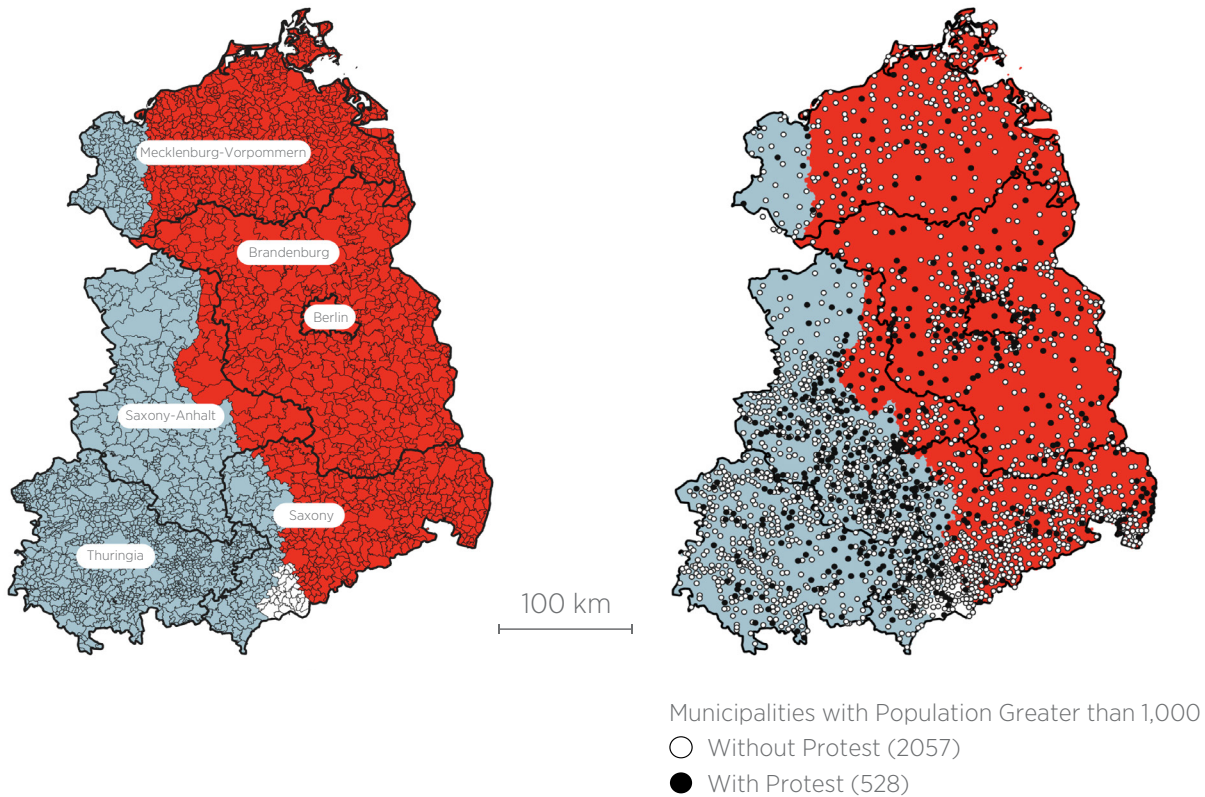 Mecklenburg-Vorpommern
Brandenburg
Berlin
Saxony-Anhalt
Saxony
Thuringia
100 km
Municipalities with Population Greater than 1,000
Without Protest (2057)
With Protest (528)